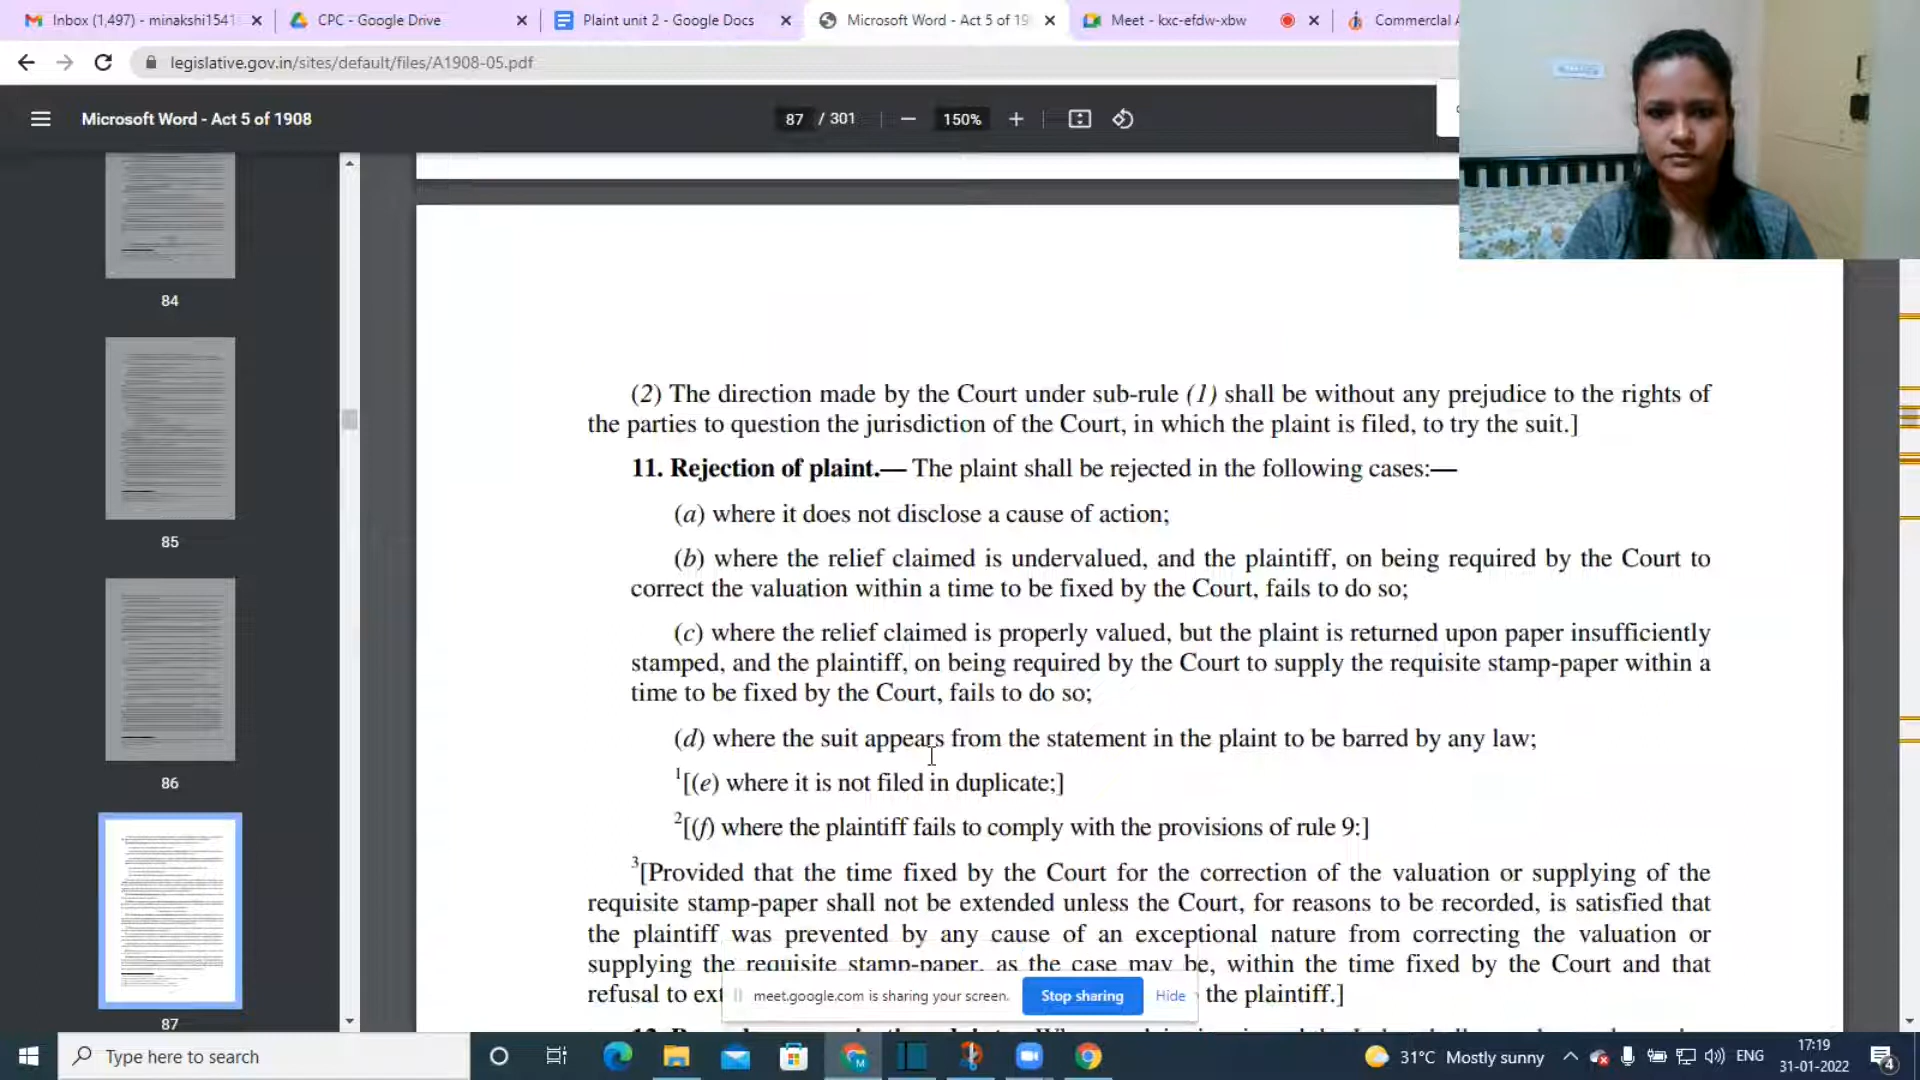 Inbox (1,497) - minakshi1541
CPC - Google Drive
Plaint unit 2 - Google Docs
Microsoft Word - Act 5 of 19
Meet - kxc-efdw-xbw
Commercial A
legislative.gov.in/sites/default/files/A1908-05.pdf
Microsoft Word - Act 5 of 1908
87 / 301
150%
84
85
86
87
(2) The direction made by the Court under sub-rule (1) shall be without any prejudice to the rights of
the parties to question the jurisdiction of the Court, in which the plaint is filed, to try the suit.]
11. Rejection of plaint.— The plaint shall be rejected in the following cases:—
(a) where it does not disclose a cause of action;
(b) where the relief claimed is undervalued, and the plaintiff, on being required by the Court to
correct the valuation within a time to be fixed by the Court, fails to do so;
(c) where the relief claimed is properly valued, but the plaint is returned upon paper insufficiently
stamped, and the plaintiff, on being required by the Court to supply the requisite stamp-paper within a
time to be fixed by the Court, fails to do so;
(d) where the suit appears from the statement in the plaint to be barred by any law;
1[(e) where it is not filed in duplicate;]
2[(f) where the plaintiff fails to comply with the provisions of rule 9:]
3[Provided that the time fixed by the Court for the correction of the valuation or supplying of the
requisite stamp-paper shall not be extended unless the Court, for reasons to be recorded, is satisfied that
the plaintiff was prevented by any cause of an exceptional nature from correcting the valuation or
supplying the requisite stamp-paper, as the case may be, within the time fixed by the Court and that
refusal to ext
the plaintiff.]
meet.google.com is sharing your screen.
Stop sharing
Hide
Type here to search
31°C Mostly sunny
ENG
17:19
31-01-2022
4